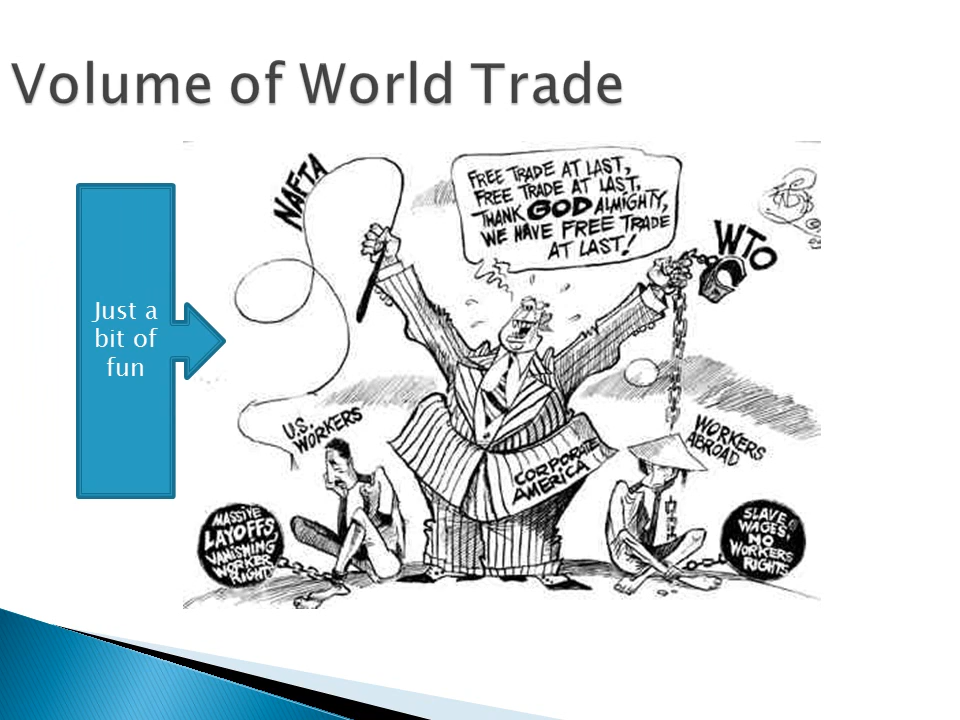 Volume of World Trade
Just a
bit of
fun
NAFTA
FREE TRADE AT LAST,
FREE TRADE AT LAST,
THANK GOD ALMIGHTY,
WE HAVE FREE TRADE
AT LAST!
WTO
U.S.
WORKERS
CORPORATE
AMERICA
WORKERS
ABROAD
MASSIVE
LAYOFFS,
VANISHING
WORKER
RIGHTS
SLAVE
WAGES,
NO
WORKERS
RIGHTS